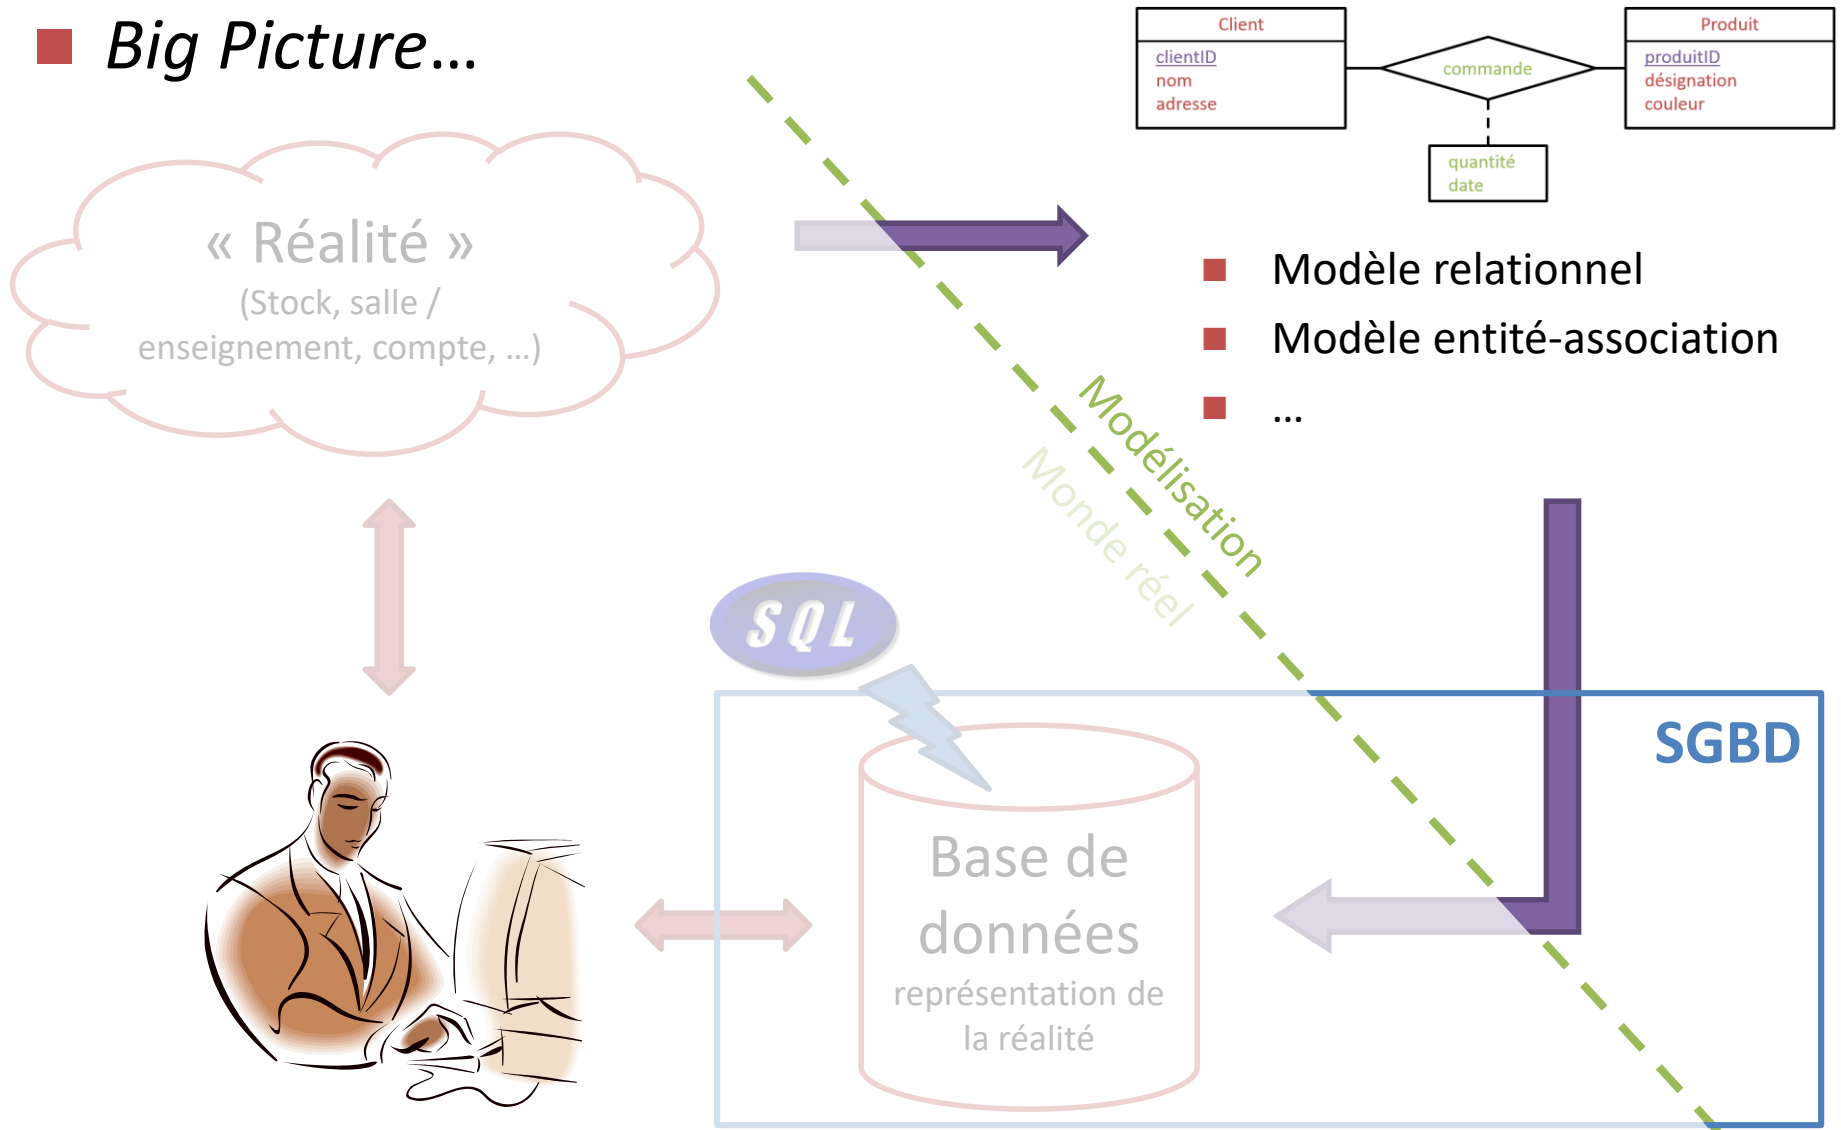 Big Picture...
Client
clientID
nom
adresse
commande
Produit
produitID
désignation
couleur
quantité
date
« Réalité »
(Stock, salle /
enseignement, compte, ...)
Modèle relationnel
Modèle entité-association
...
Modélisation
Monde réel
SQL
SGBD
Base de
données
représentation de
la réalité